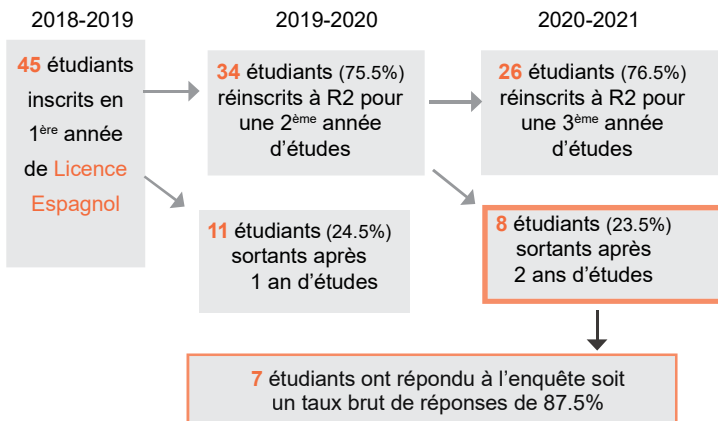 2018-2019
2019-2020
2020-2021
45 étudiants
inscrits en
1ère année
de Licence
Espagnol
34 étudiants (75.5%)
réinscrits à R2 pour
une 2ème année
d'études
26 étudiants (76.5%)
réinscrits à R2 pour
une 3ème année
d'études
11 étudiants (24.5%)
sortants après
1 an d'études
8 étudiants (23.5%)
sortants après
2 ans d'études
7 étudiants ont répondu à l'enquête soit
un taux brut de réponses de 87.5%